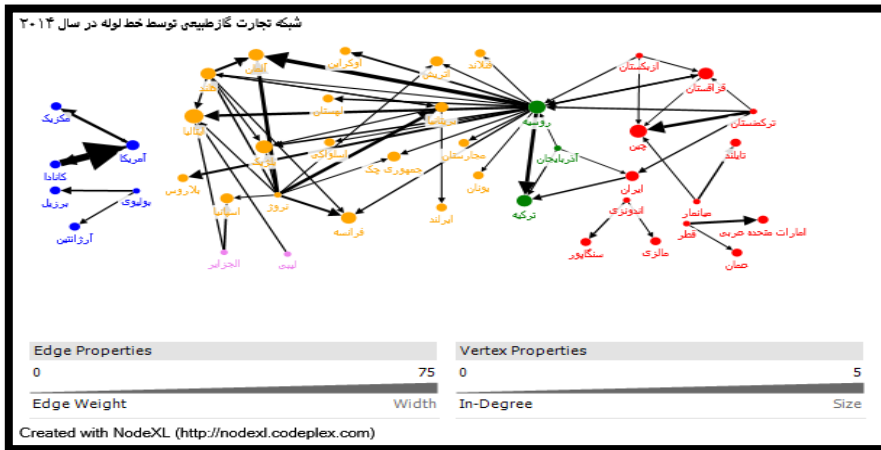 شبکه تجارت گازطبیعی توسط خط لوله در سال ۲۰۱۴
آلمان
اوکراین
اتریش
فنلاند
ازبکستان
قزاقستان
هلند
مکزیک
لهستان
بریتانیا
روسیه
ترکمنستان
ایتالیا
چین
آمریکا
بلژیک
اسلواکی
مجارستان
آذربایجان
تایلند
کانادا
جمهوری چک
یونان
ایران
بلاروس
برزیل
بولیوی
نروژ
اسپانیا
ایرلند
ترکیه
اندونزی
میانمار
فرانسه
قطر
امارات متحده عربی
آرژانتین
الجزایر
لیبی
سنگاپور
مالزی
عمان
Edge Properties
Vertex Properties
0 75
0 5
Edge Weight Width
In-Degree Size
Created with NodeXL (http://nodexl.codeplex.com)